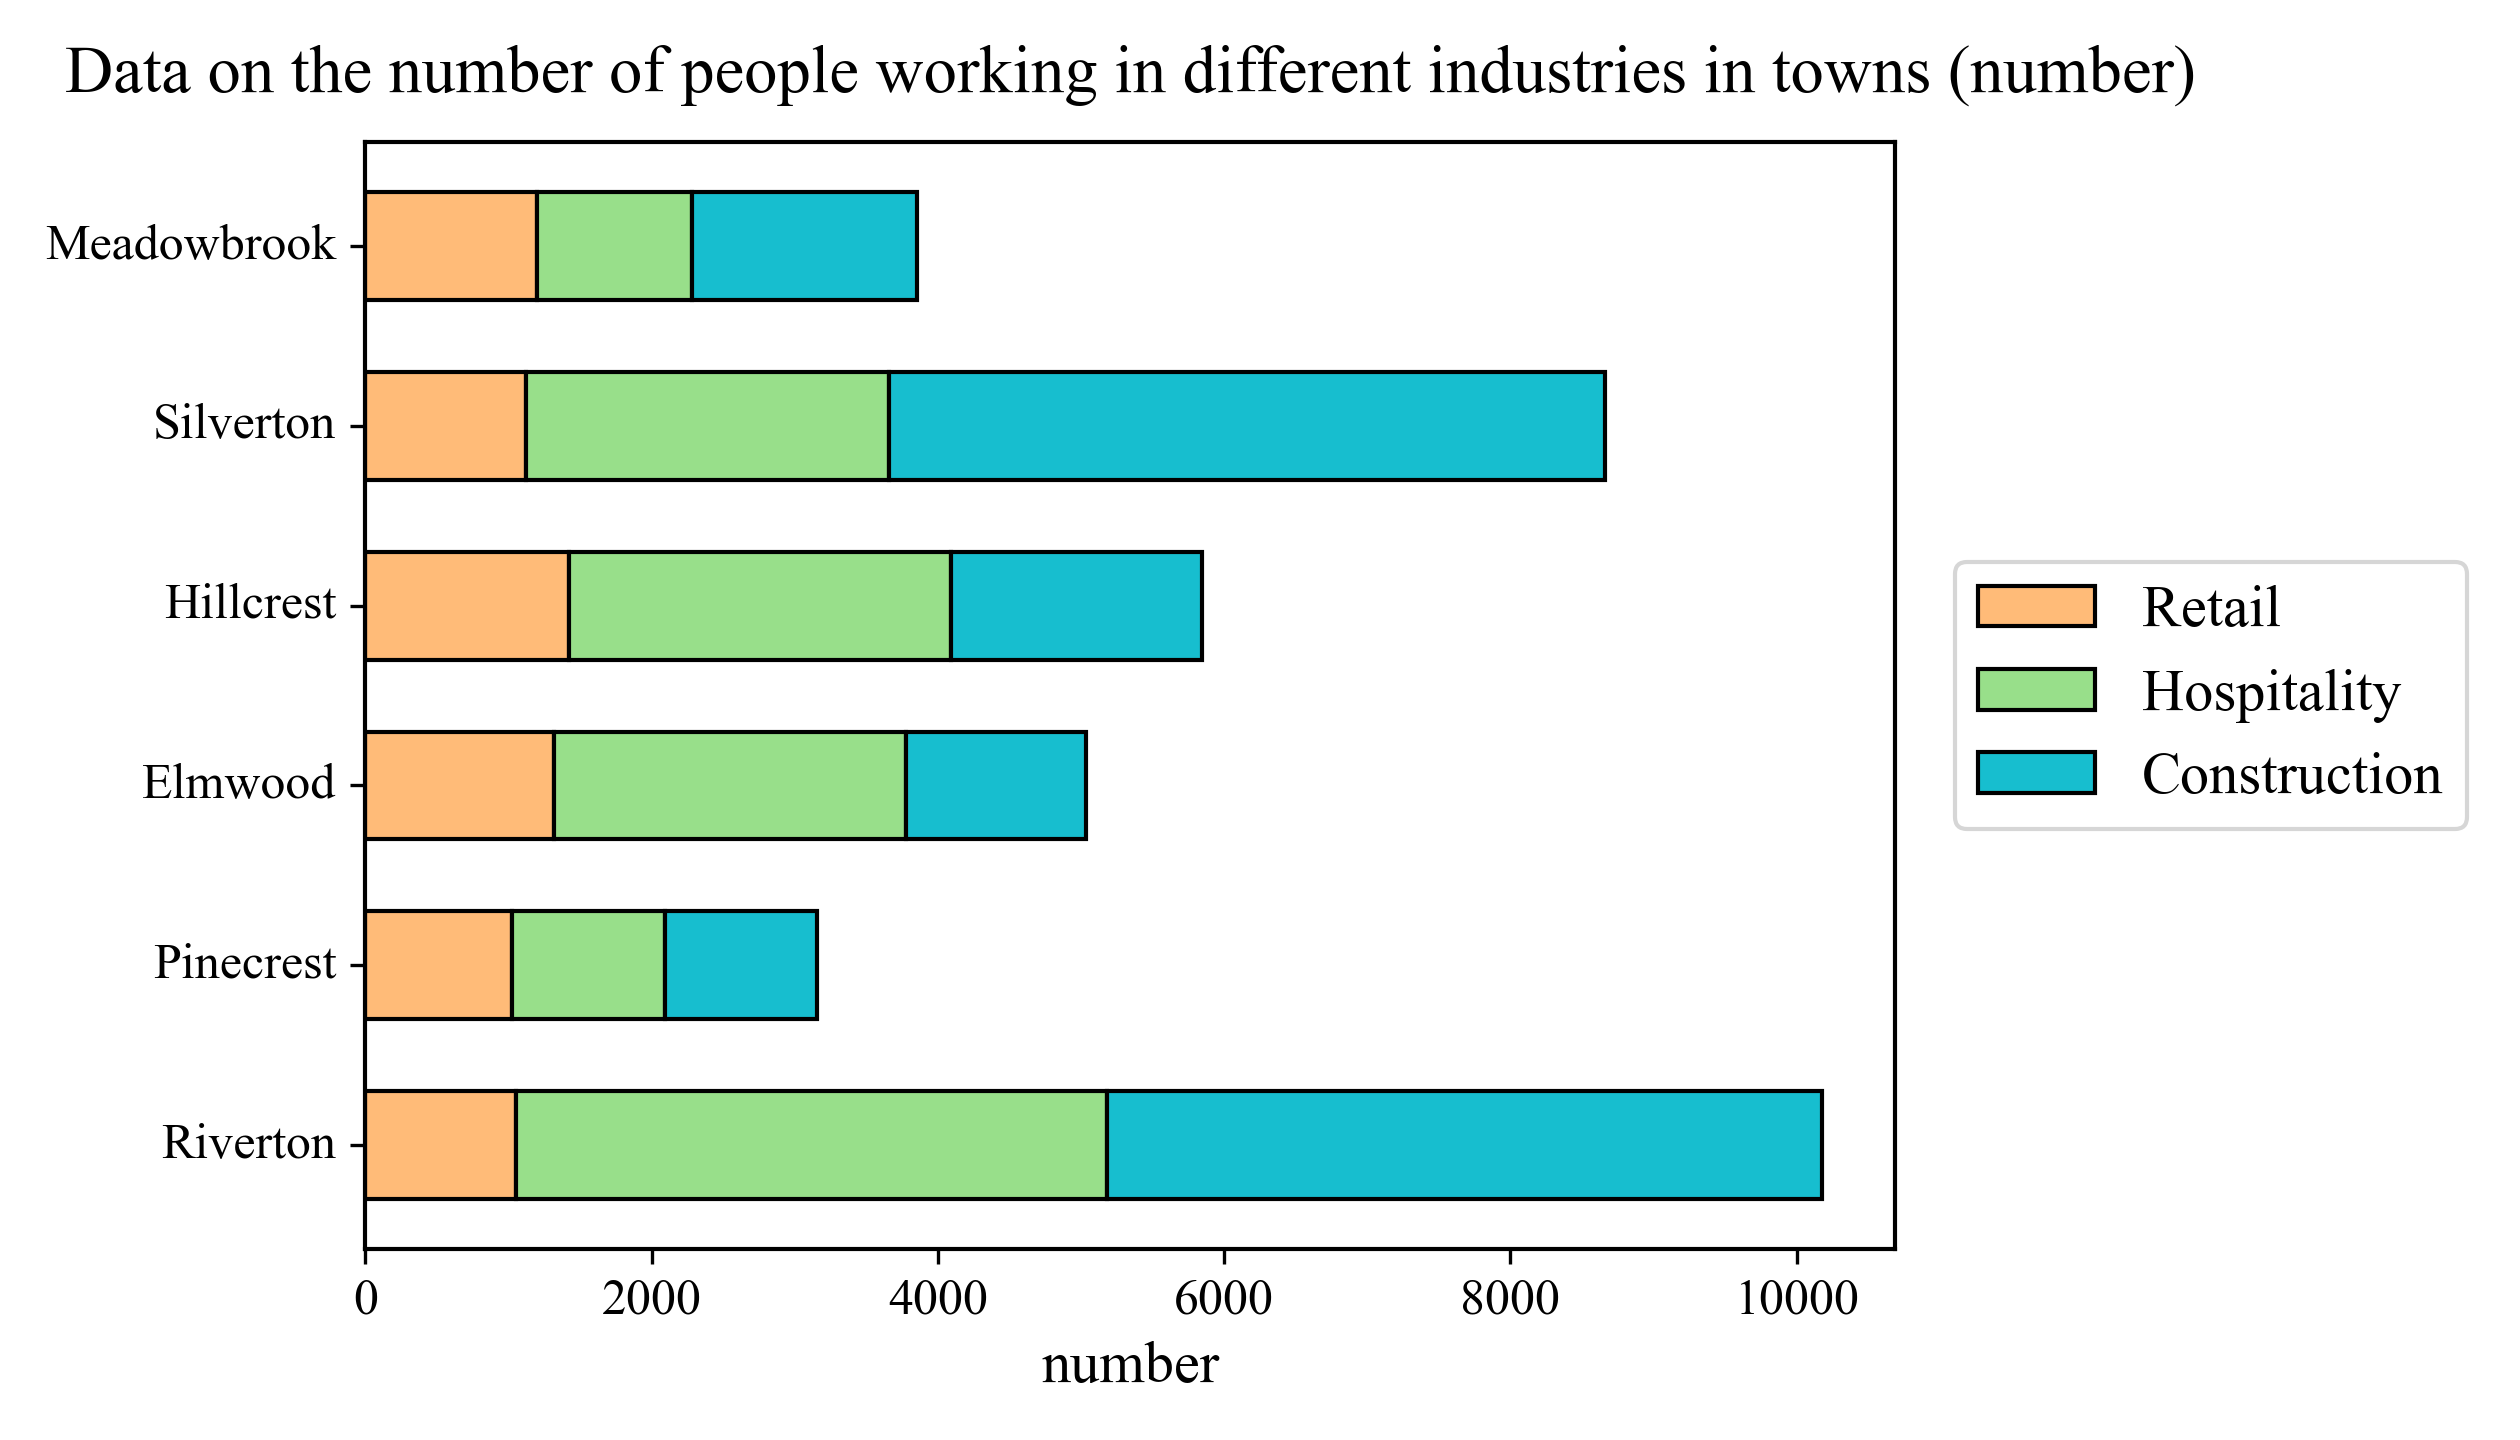 Data on the number of people working in different industries in towns (number)
Meadowbrook
Silverton
Hillcrest
Elmwood
Pinecrest
Riverton
0 2000 4000 6000 8000 10000
number
Retail
Hospitality
Construction